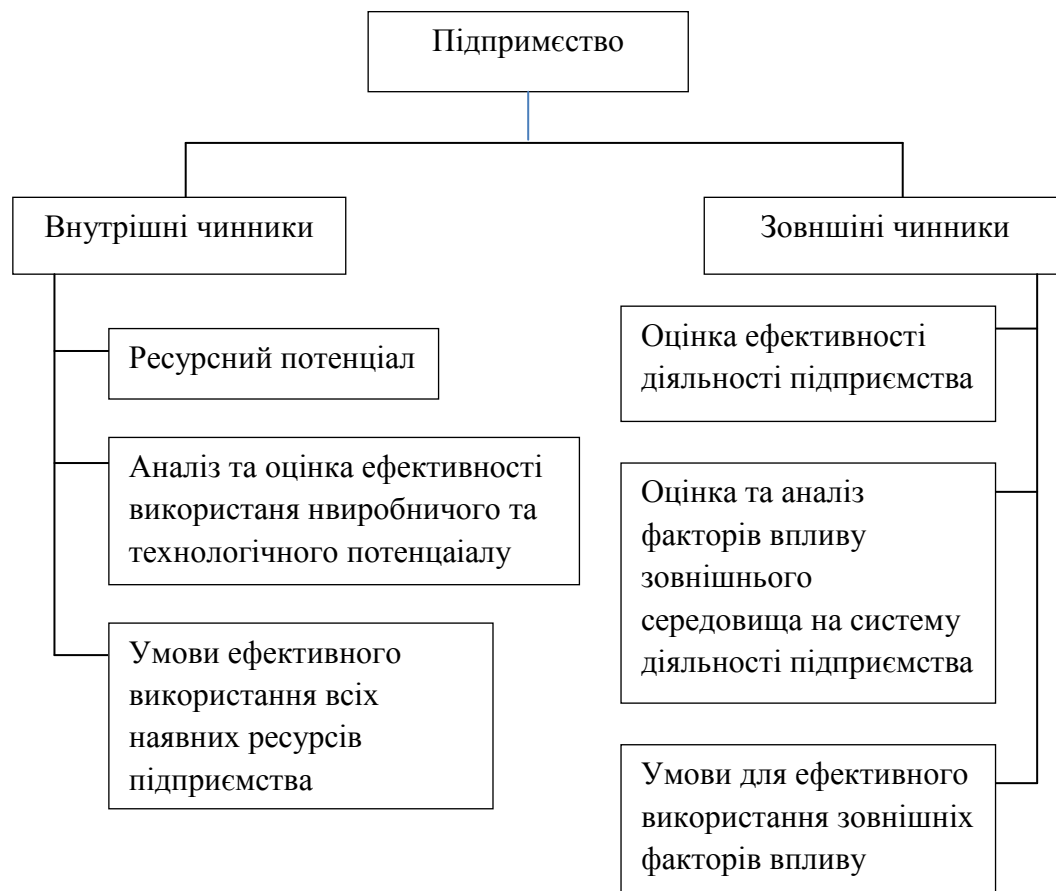 Підпримєство
Внутрішні чинники
Ресурсний потенціал
Аналіз та оцінка ефективності
використаня нвиробничого та
технологічного потенцаіалу
Умови ефективного
використання всіх
наявних ресурсів
підприємства
Зовншіні чинники
Оцінка ефективності
діяльності підприємства
Оцінка та аналіз
факторів впливу
зовнішнього
середовища на систему
діяльності підприємства
Умови для ефективного
використання зовнішніх
факторів впливу